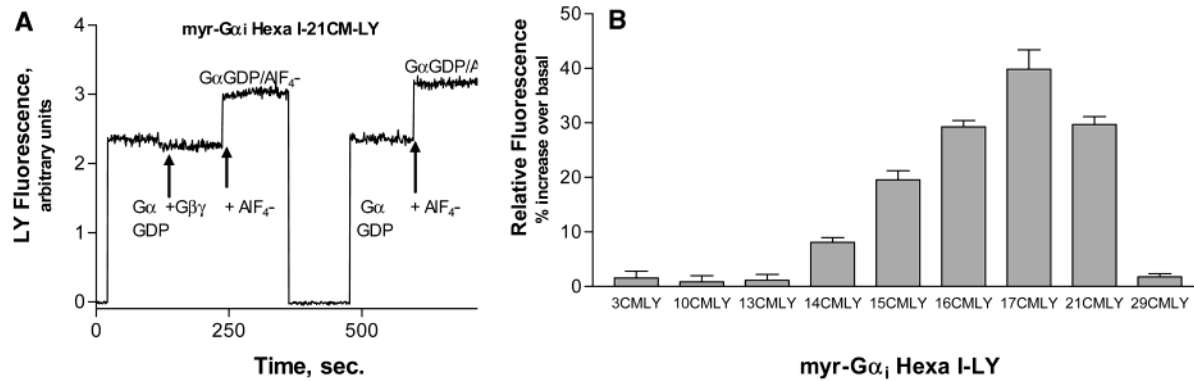 A
myr-Gαi Hexa I-21CM-LY
LY Fluorescence,
arbitrary units
4
3
2
1
0
GαGDP/AlF4-
GαGDP/A
Gα +Gβγ + AlF4-
GDP
Gα + AlF4-
GDP
0 250 500
Time, sec.
B
Relative Fluorescence
% increase over basal
50
40
30
20
10
0
3CMLY 10CMLY 13CMLY 14CMLY 15CMLY 16CMLY 17CMLY 21CMLY 29CMLY
myr-Gαi Hexa I-LY